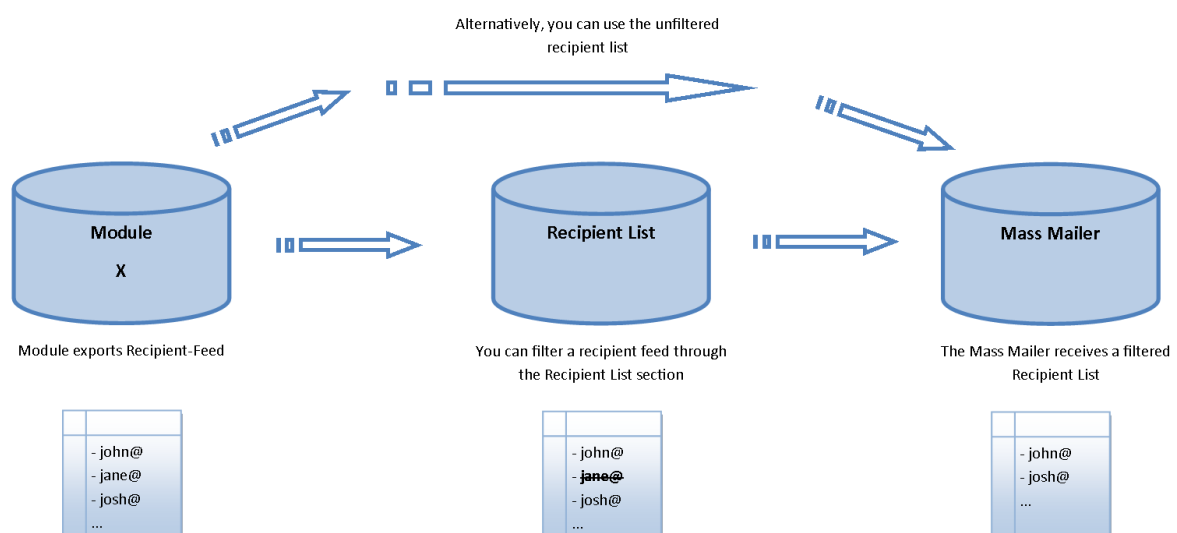 Alternatively, you can use the unfiltered
recipient list
Module
X
Recipient List
Mass Mailer
Module exports Recipient-Feed
You can filter a recipient feed through
the Recipient List section
The Mass Mailer receives a filtered
Recipient List
- john@
- jane@
- josh@
...
- john@
- jane@
- josh@
...
- john@
- josh@
...